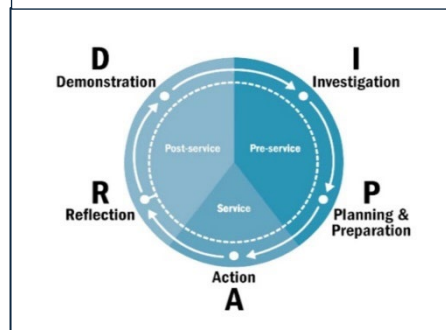 D
Demonstration
I
Investigation
Post-service
Pre-service
Service
R
Reflection
P
Planning &
Preparation
Action
A